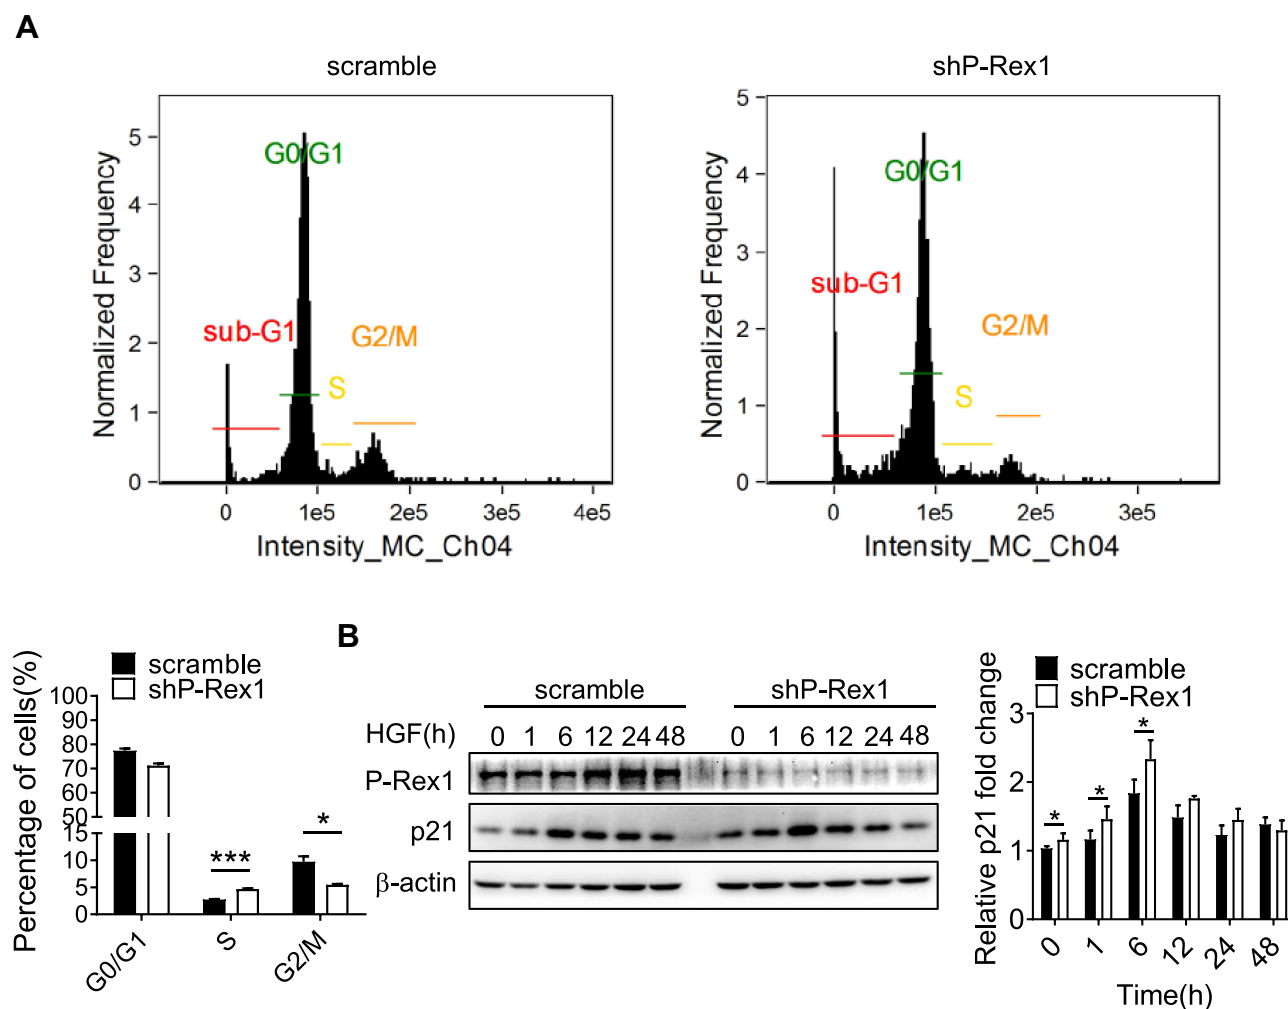 A
scramble
shP-Rex1
Normalized Frequency
5
4
3
2
1
0
G0/G1
sub-G1
S
G2/M
0 1e5 2e5 3e5 4e5
Intensity_MC_Ch04
Normalized Frequency
5
4
3
2
1
0
G0/G1
sub-G1
S
G2/M
0 1e5 2e5 3e5
Intensity_MC_Ch04
scramble
shP-Rex1
Percentage of cells(%)
100
90
80
70
60
50
15
10
5
0
***
*
G0/G1 S G2/M
B
scramble shP-Rex1
HGF(h) 0 1 6 12 24 48 0 1 6 12 24 48
P-Rex1
p21
β-actin
scramble
shP-Rex1
Relative p21 fold change
3
2
1
0
* * *
0 1 6 12 24 48
Time(h)